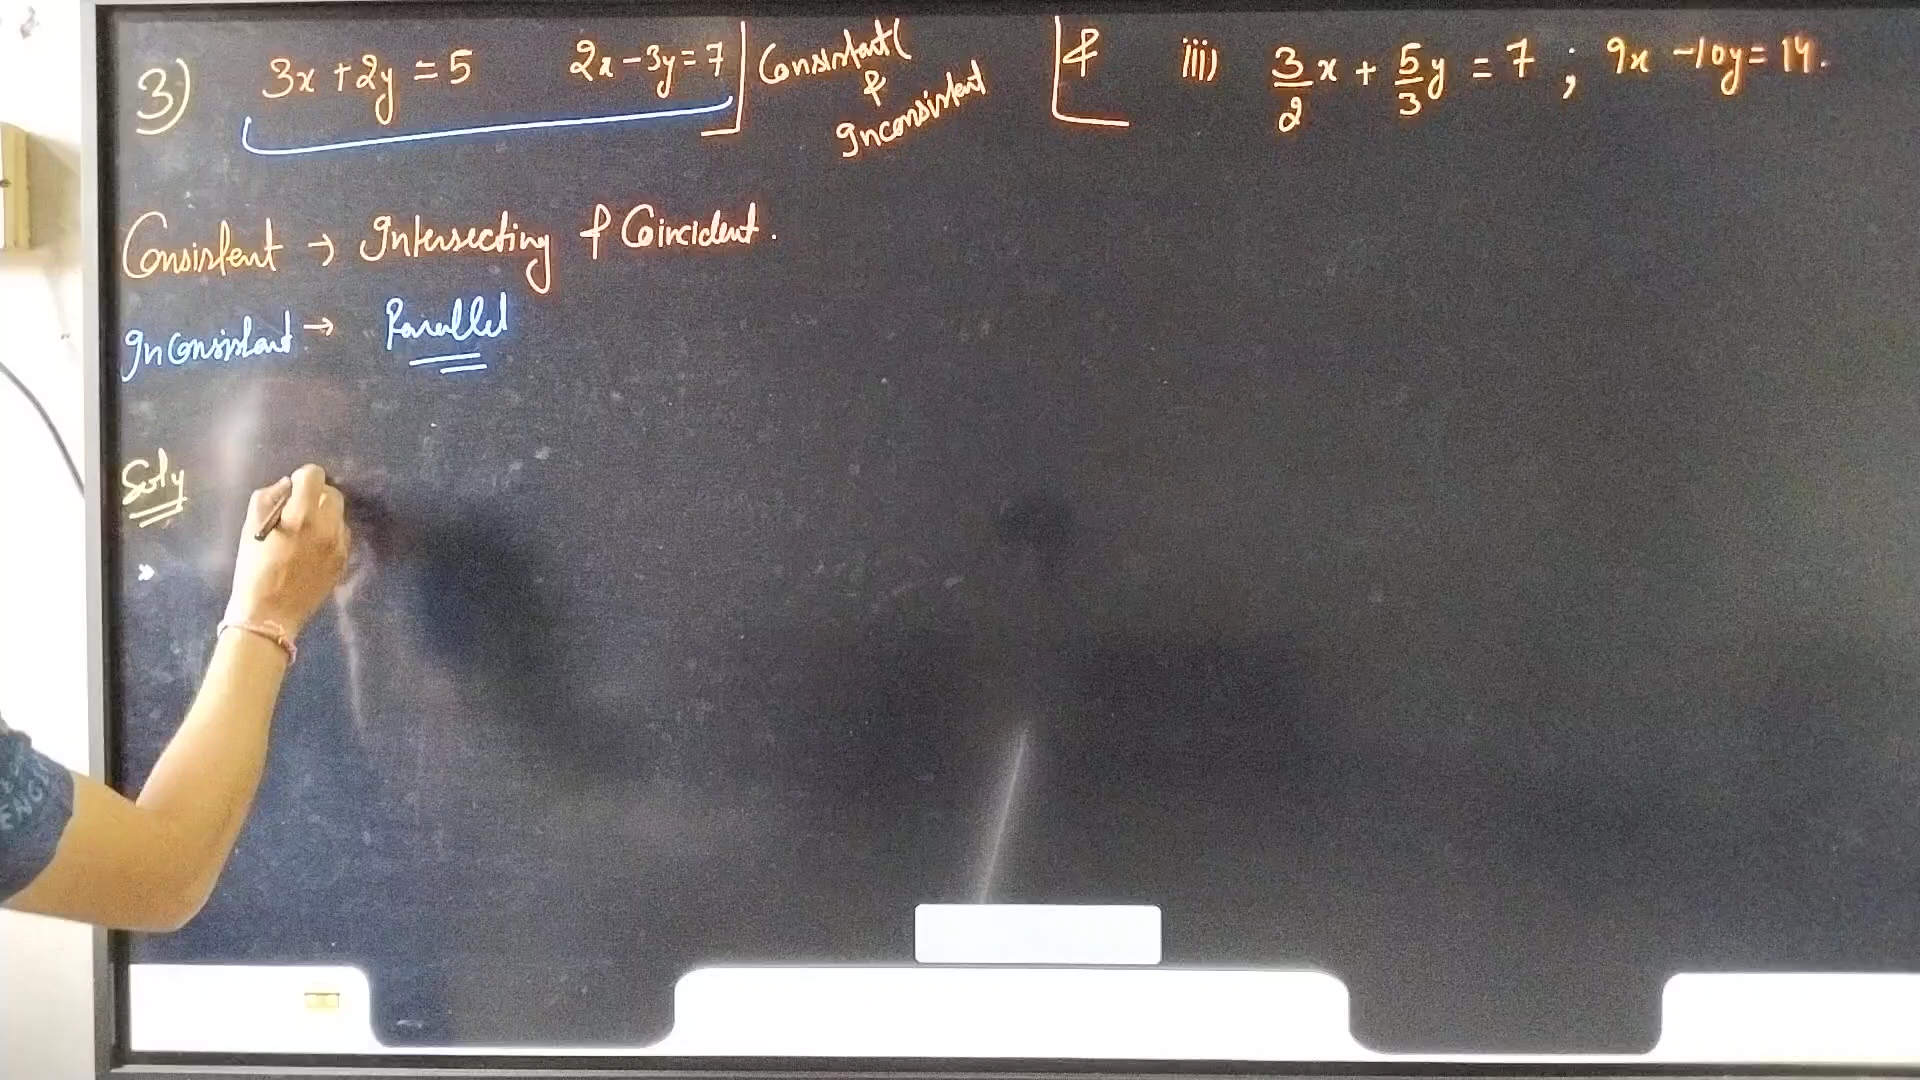 3) 3x + 2y = 5 2x - 3y = 7 Consistent & Inconsistent & iii) 3/2 x + 5/3 y = 7 ; 9x - 10y = 14.
Consistent → Intersecting & Coincident.
Inconsistent → Parallel
Soln